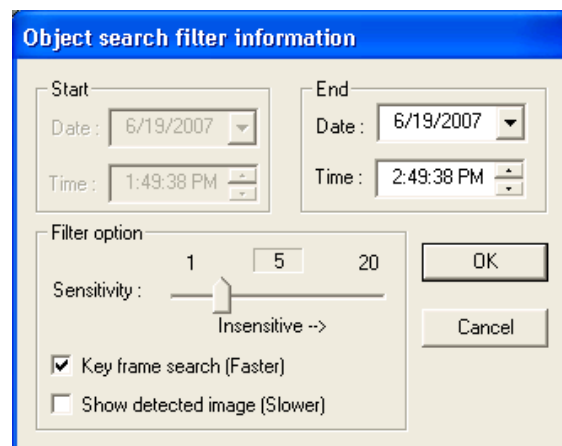 Object search filter information
Start
Date : 6/19/2007
Time : 1:49:38 PM
End
Date : 6/19/2007
Time : 2:49:38 PM
Filter option
1 5 20
Sensitivity :
Insensitive -->
Key frame search (Faster)
Show detected image (Slower)
OK
Cancel